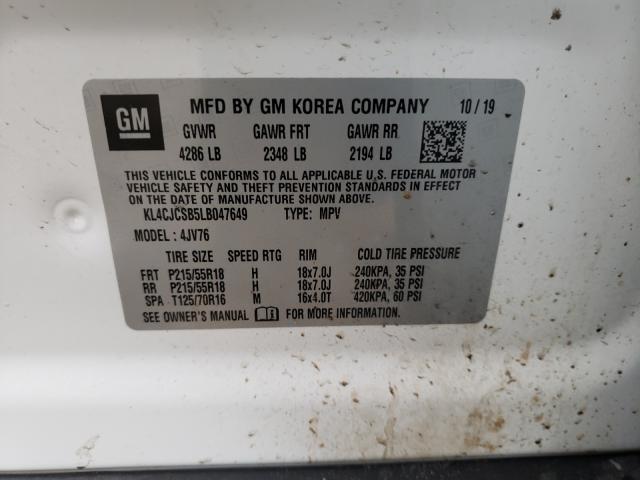 GM MFD BY GM KOREA COMPANY 10/19
GVWR GAWR FRT GAWR RR
4286 LB 2348 LB 2194 LB
THIS VEHICLE CONFORMS TO ALL APPLICABLE U.S. FEDERAL MOTOR
VEHICLE SAFETY AND THEFT PREVENTION STANDARDS IN EFFECT
ON THE DATE OF MANUFACTURE SHOWN ABOVE.
KL4CJCSB5LB047649 TYPE: MPV
MODEL: 4JV76
TIRE SIZE SPEED RTG RIM COLD TIRE PRESSURE
FRT P215/55R18 H 18x7.0J 240KPA, 35 PSI
RR P215/55R18 H 18x7.0J 240KPA, 35 PSI
SPA T125/70R16 M 16x4.0T 420KPA, 60 PSI
SEE OWNER'S MANUAL FOR MORE INFORMATION.